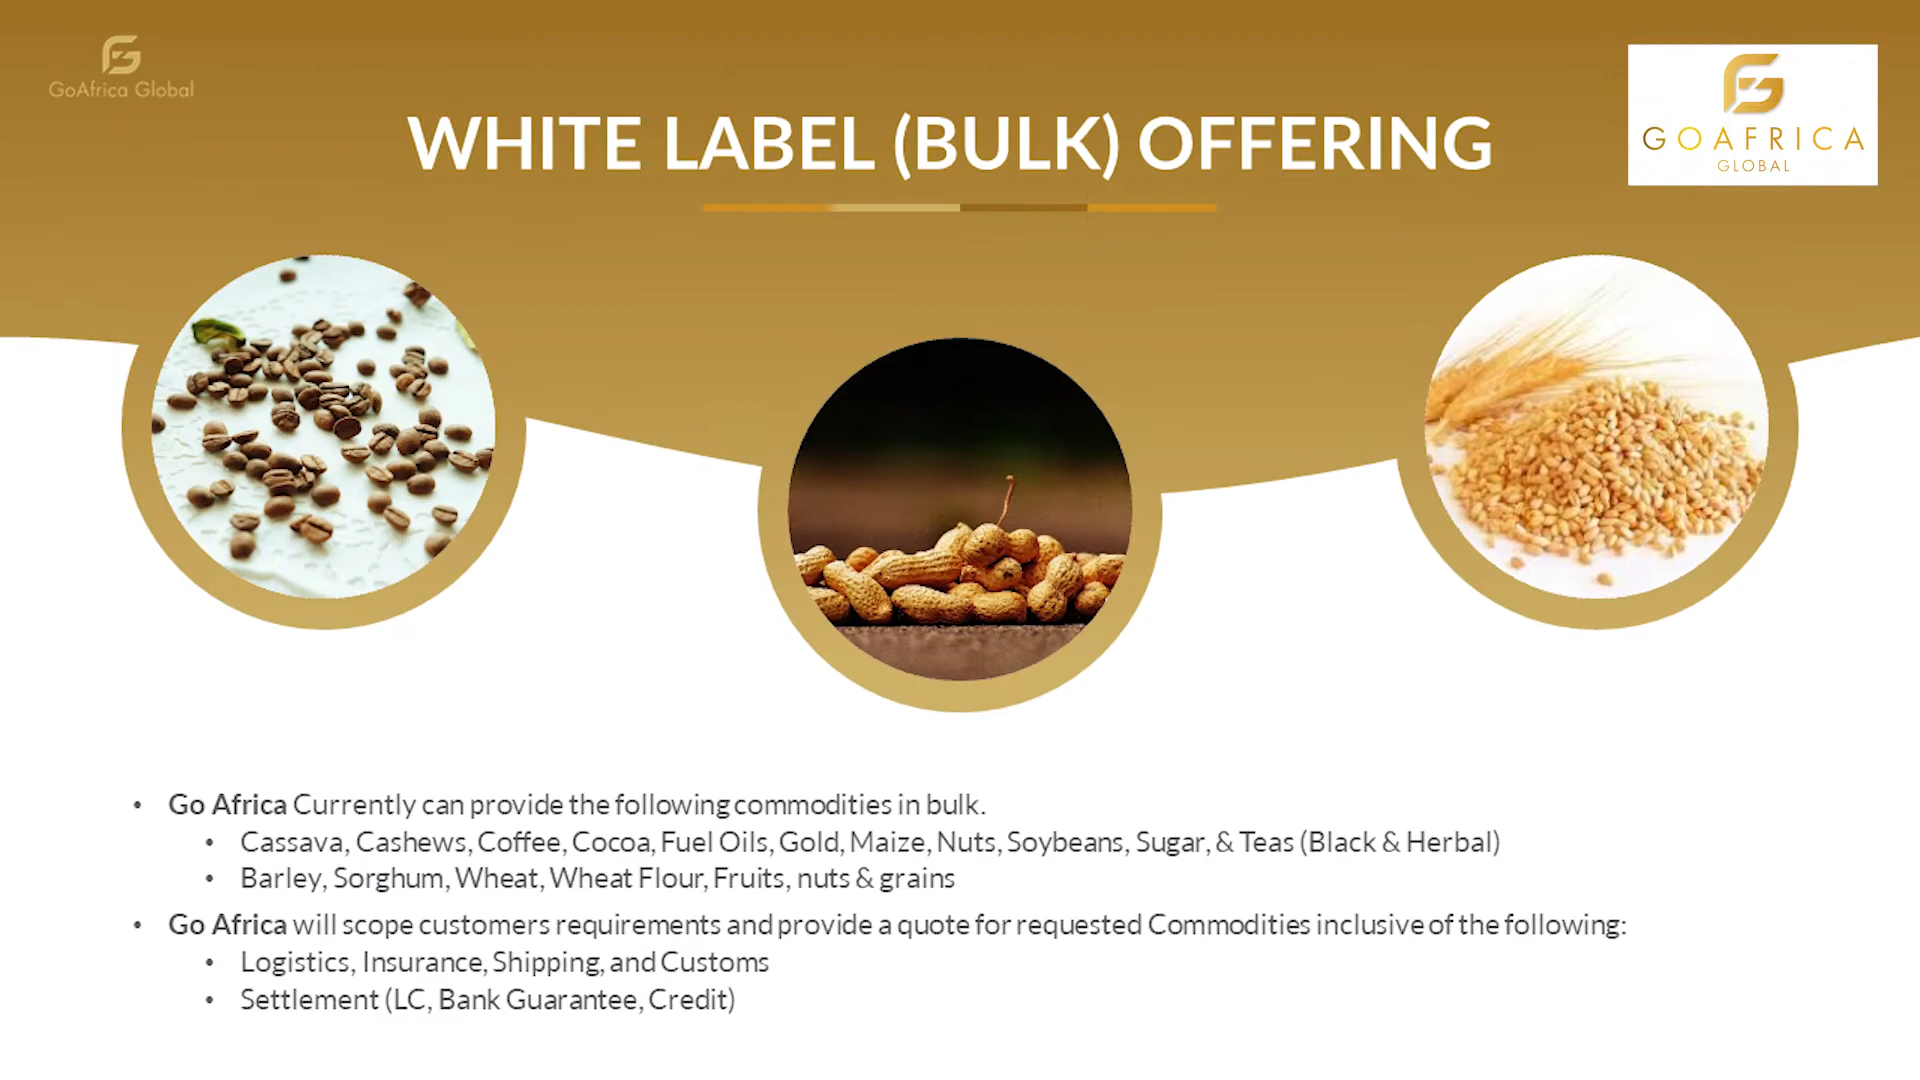 GoAfrica Global
GOAFRICA
GLOBAL
WHITE LABEL (BULK) OFFERING
• Go Africa Currently can provide the following commodities in bulk.
• Cassava, Cashews, Coffee, Cocoa, Fuel Oils, Gold, Maize, Nuts, Soybeans, Sugar, & Teas (Black & Herbal)
• Barley, Sorghum, Wheat, Wheat Flour, Fruits, nuts & grains
• Go Africa will scope customers requirements and provide a quote for requested Commodities inclusive of the following:
• Logistics, Insurance, Shipping, and Customs
• Settlement (LC, Bank Guarantee, Credit)